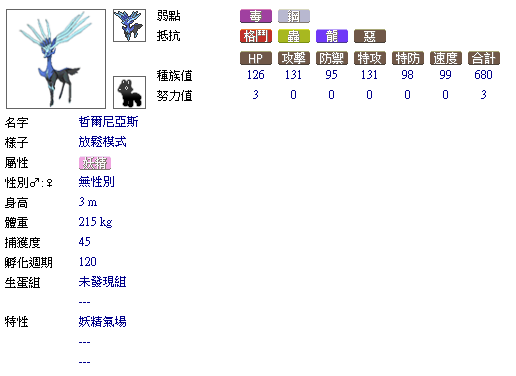 弱點 毒 鋼
抵抗 格鬥 蟲 龍 惡
HP 攻擊 防禦 特攻 特防 速度 合計
種族值 126 131 95 131 98 99 680
努力值 3 0 0 0 0 0 3
名字 哲爾尼亞斯
樣子 放鬆模式
屬性 妖精
性別♂:♀ 無性別
身高 3 m
體重 215 kg
捕獲度 45
孵化週期 120
生蛋組 未發現組
---
特性 妖精氣場
---
---